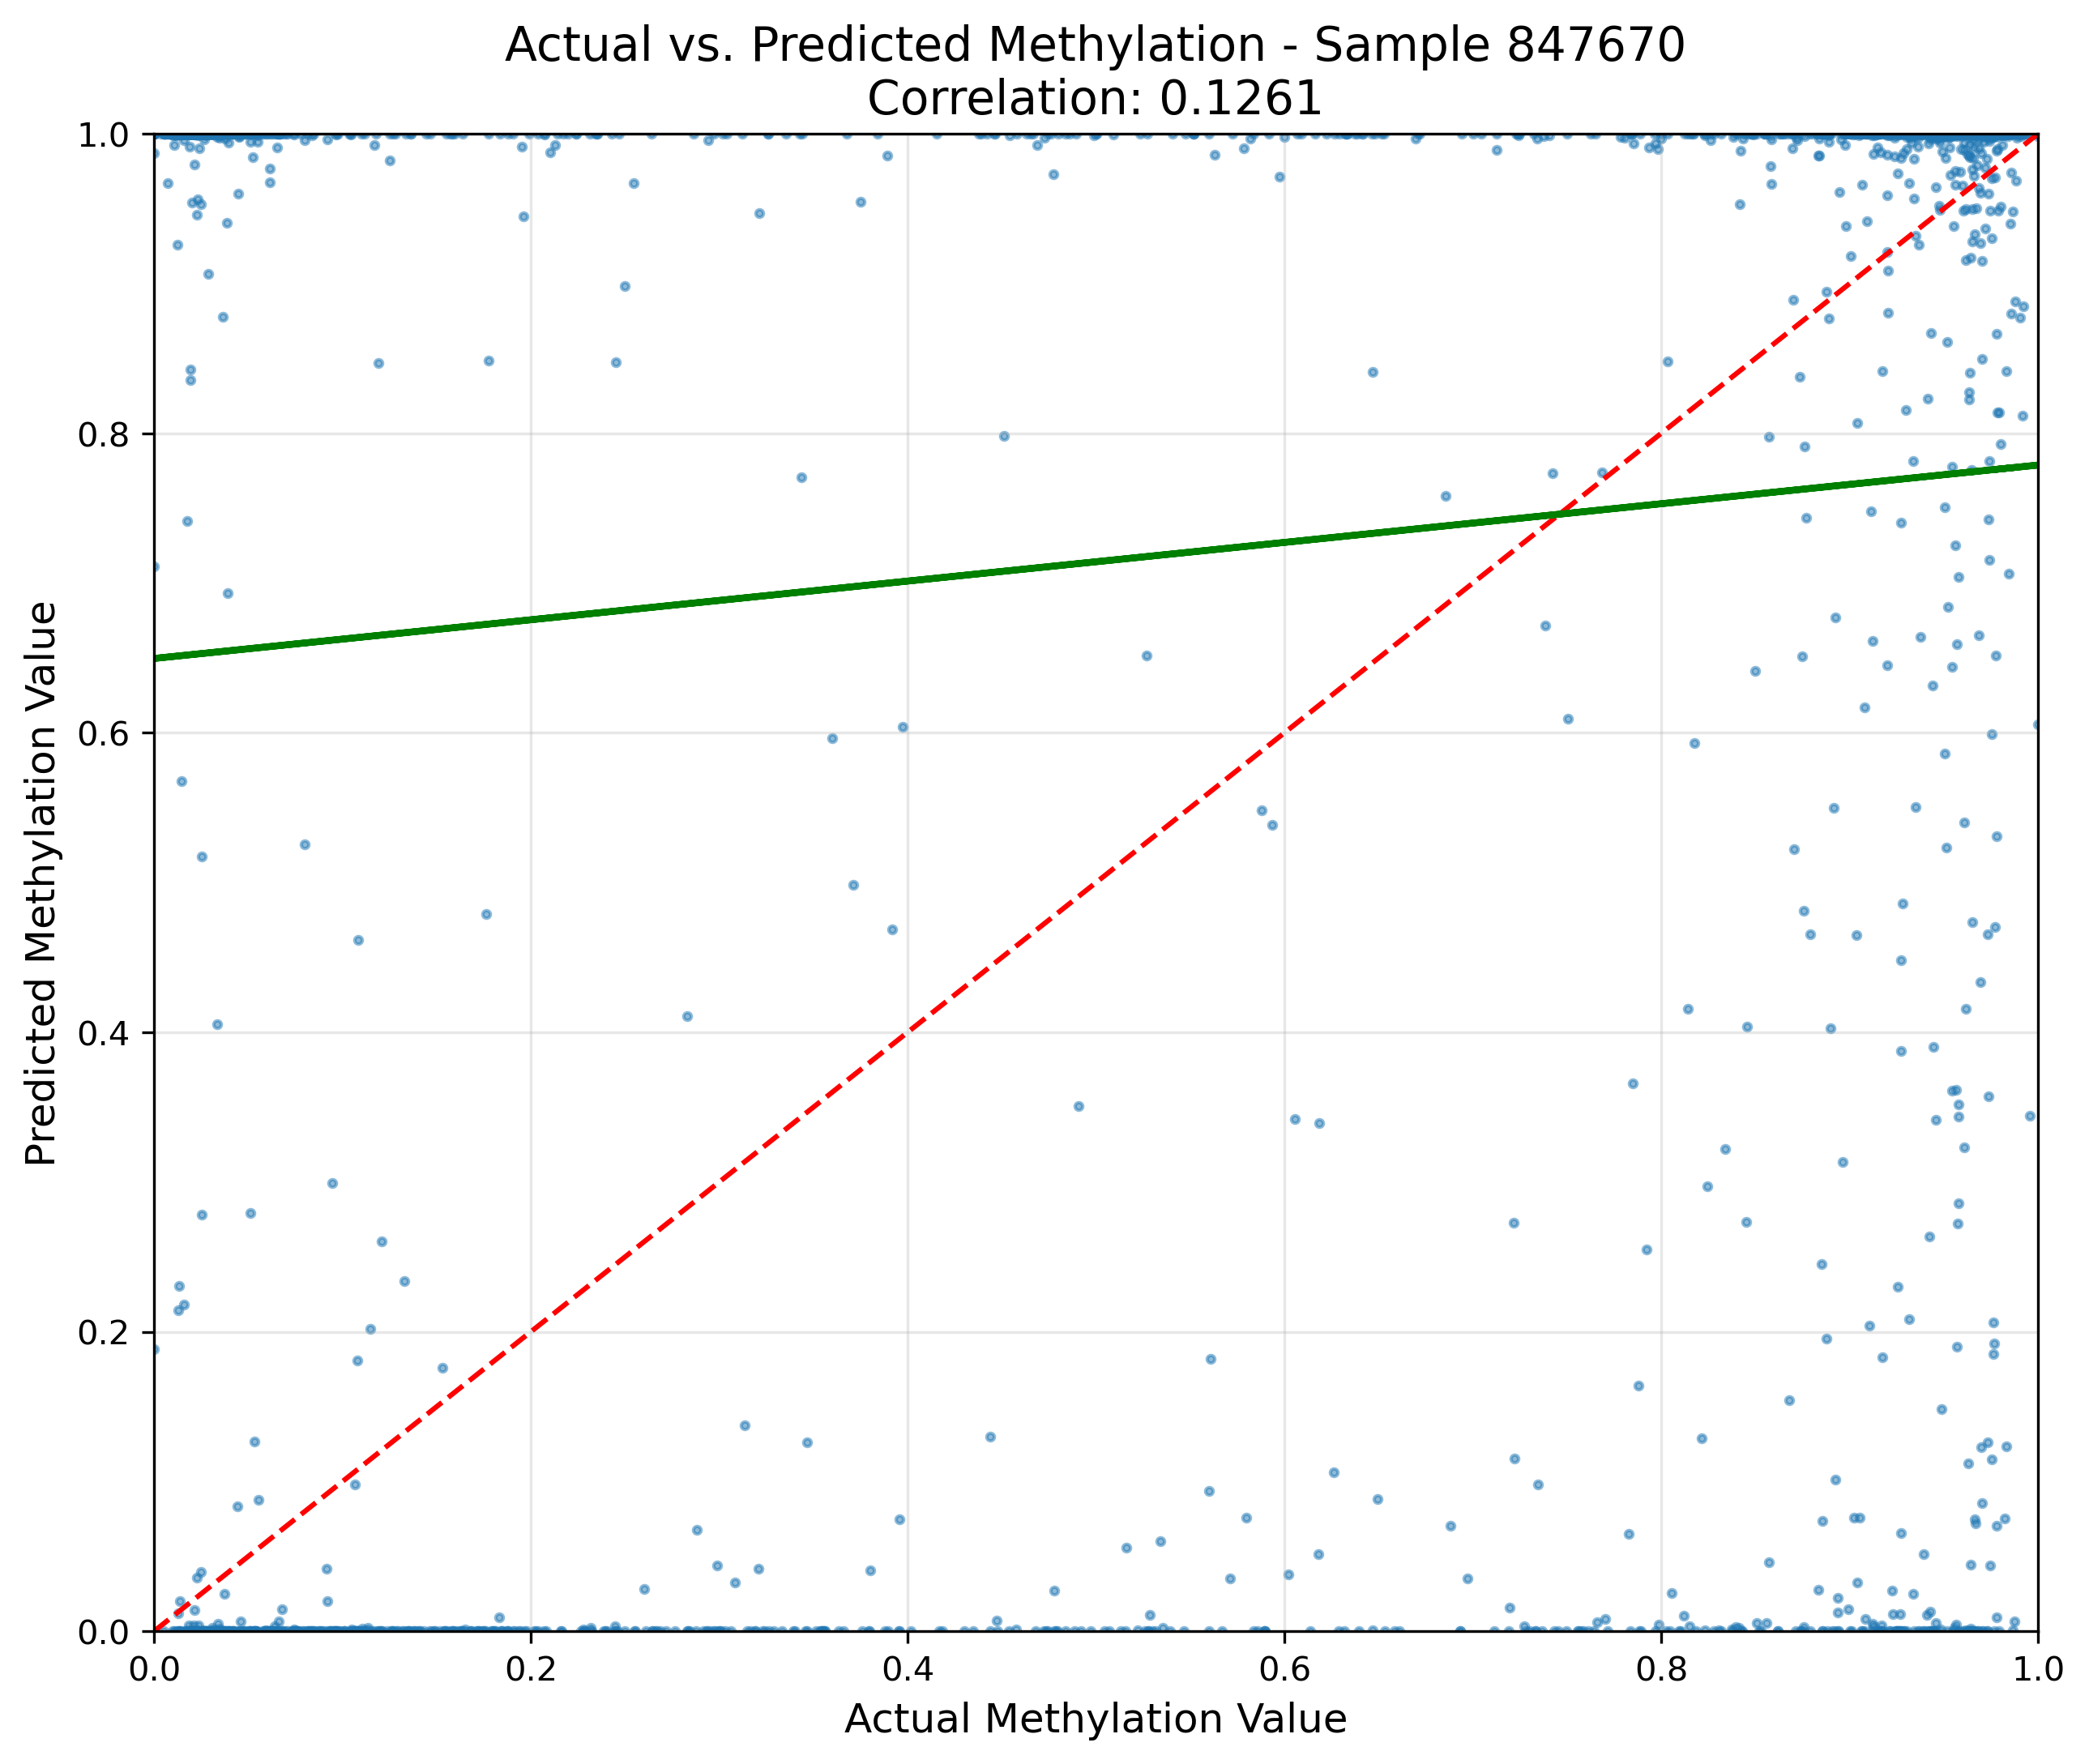 Actual vs. Predicted Methylation - Sample 847670
Correlation: 0.1261
1.0
0.8
0.6
0.4
0.2
0.0
Predicted Methylation Value
0.0 0.2 0.4 0.6 0.8 1.0
Actual Methylation Value